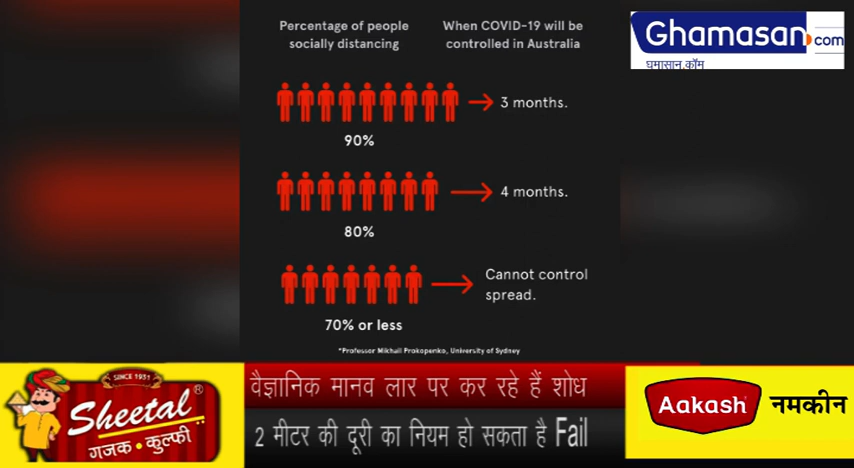 Percentage of people
socially distancing
When COVID-19 will be
controlled in Australia
Ghamasan.com
घमासान.कॉम
3 months.
90%
4 months.
80%
Cannot control
spread.
70% or less
*Professor Mikhail Prokopenko, University of Sydney
SINCE 1951
Sheetal®
गजक • कुल्फी
वैज्ञानिक मानव लार पर कर रहे हैं शोध
2 मीटर की दूरी का नियम हो सकता है Fail
Aakash नमकीन